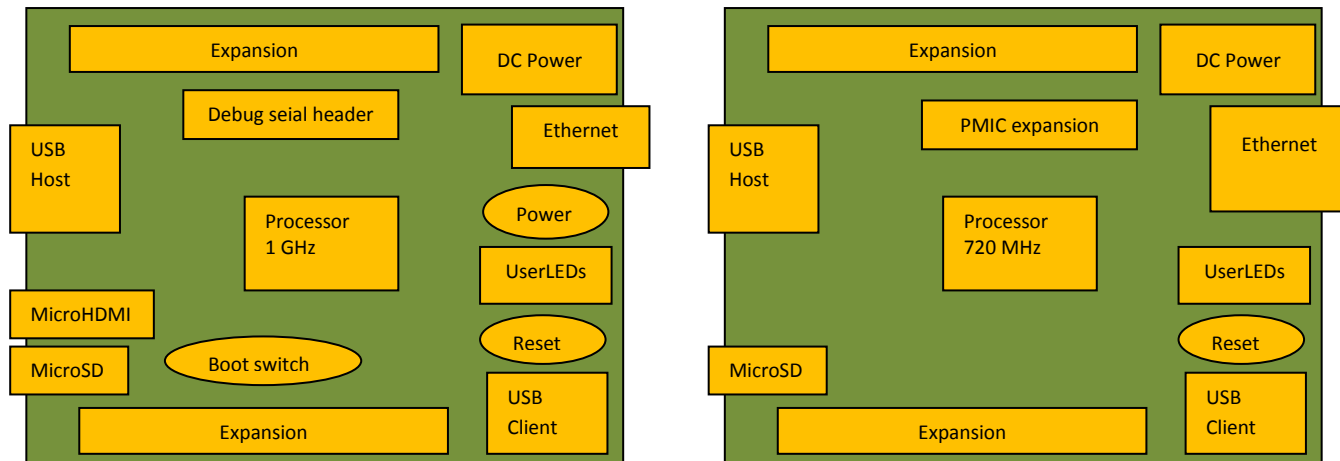 Expansion
DC Power
Debug seial header
Ethernet
USB
Host
Power
Processor
1 GHz
UserLEDs
MicroHDMI
Reset
MicroSD
Boot switch
USB
Client
Expansion
Expansion
DC Power
PMIC expansion
Ethernet
USB
Host
Processor
720 MHz
UserLEDs
Reset
MicroSD
USB
Client
Expansion